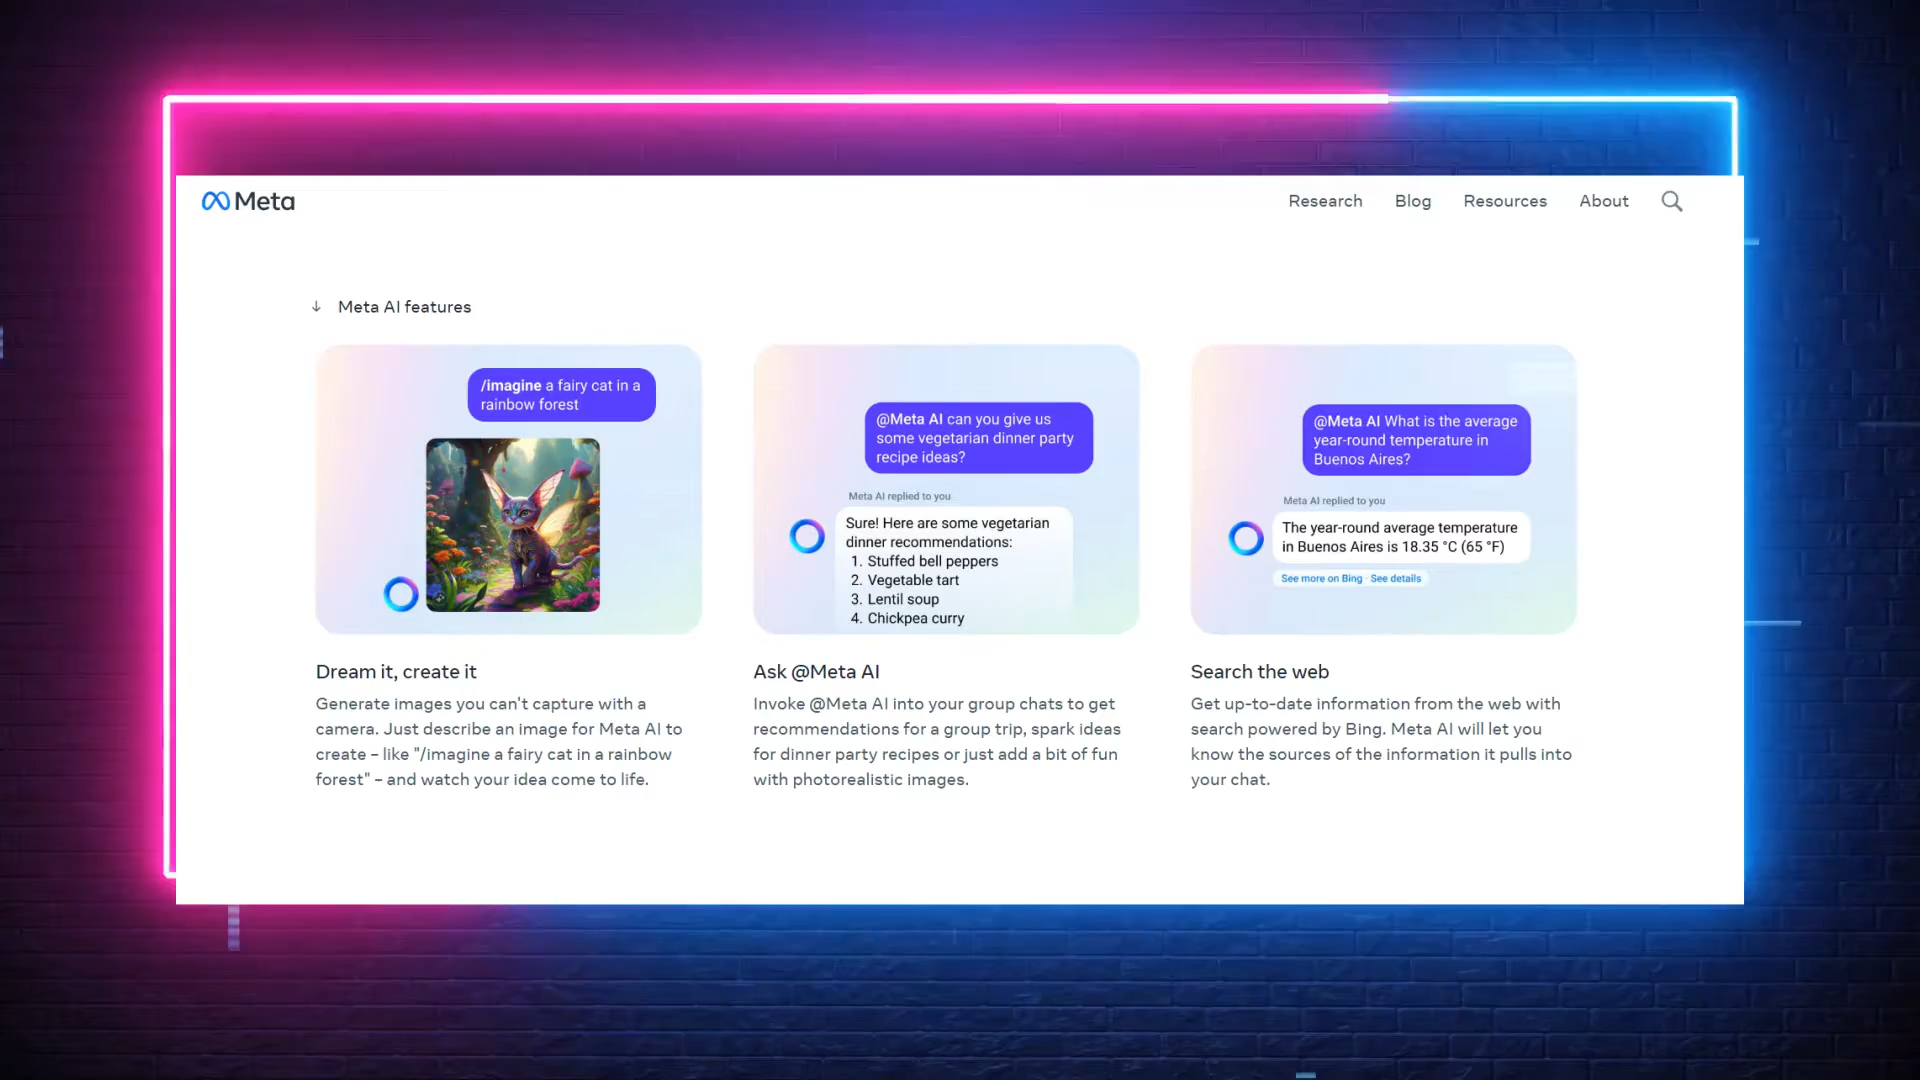 Meta
Research
Blog
Resources
About
↓ Meta AI features
/imagine a fairy cat in a
rainbow forest
Dream it, create it
Generate images you can't capture with a
camera. Just describe an image for Meta AI to
create – like "/imagine a fairy cat in a rainbow
forest" – and watch your idea come to life.
@Meta AI can you give us
some vegetarian dinner party
recipe ideas?
Meta AI replied to you
Sure! Here are some vegetarian
dinner recommendations:
1. Stuffed bell peppers
2. Vegetable tart
3. Lentil soup
4. Chickpea curry
Ask @Meta AI
Invoke @Meta AI into your group chats to get
recommendations for a group trip, spark ideas
for dinner party recipes or just add a bit of fun
with photorealistic images.
@Meta AI What is the average
year-round temperature in
Buenos Aires?
Meta AI replied to you
The year-round average temperature
in Buenos Aires is 18.35 °C (65 °F)
See more on Bing · See details
Search the web
Get up-to-date information from the web with
search powered by Bing. Meta AI will let you
know the sources of the information it pulls into
your chat.